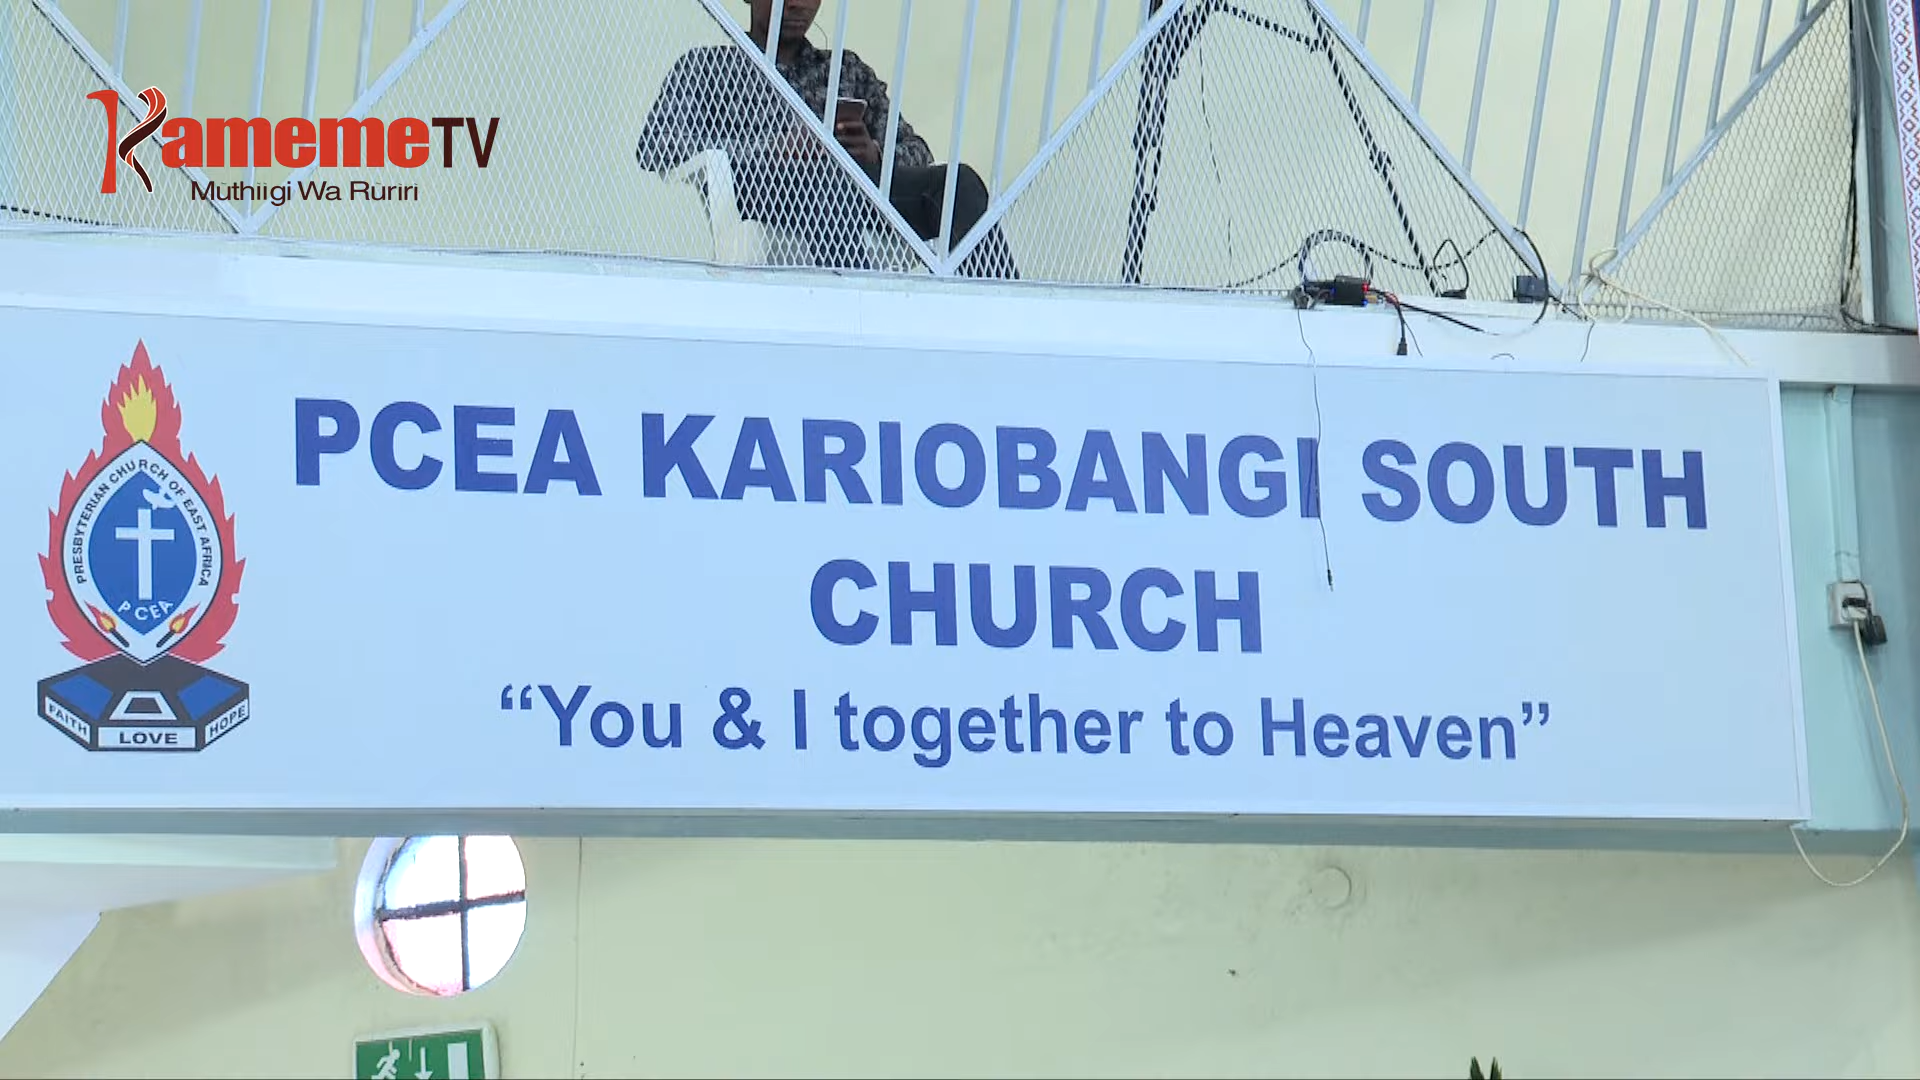 KamemeTV
Muthiigi Wa Ruriri
PCEA KARIOBANGI SOUTH
CHURCH
“You & I together to Heaven”
PRESBYTERIAN CHURCH OF EAST AFRICA
PCEA
FAITH
LOVE
HOPE